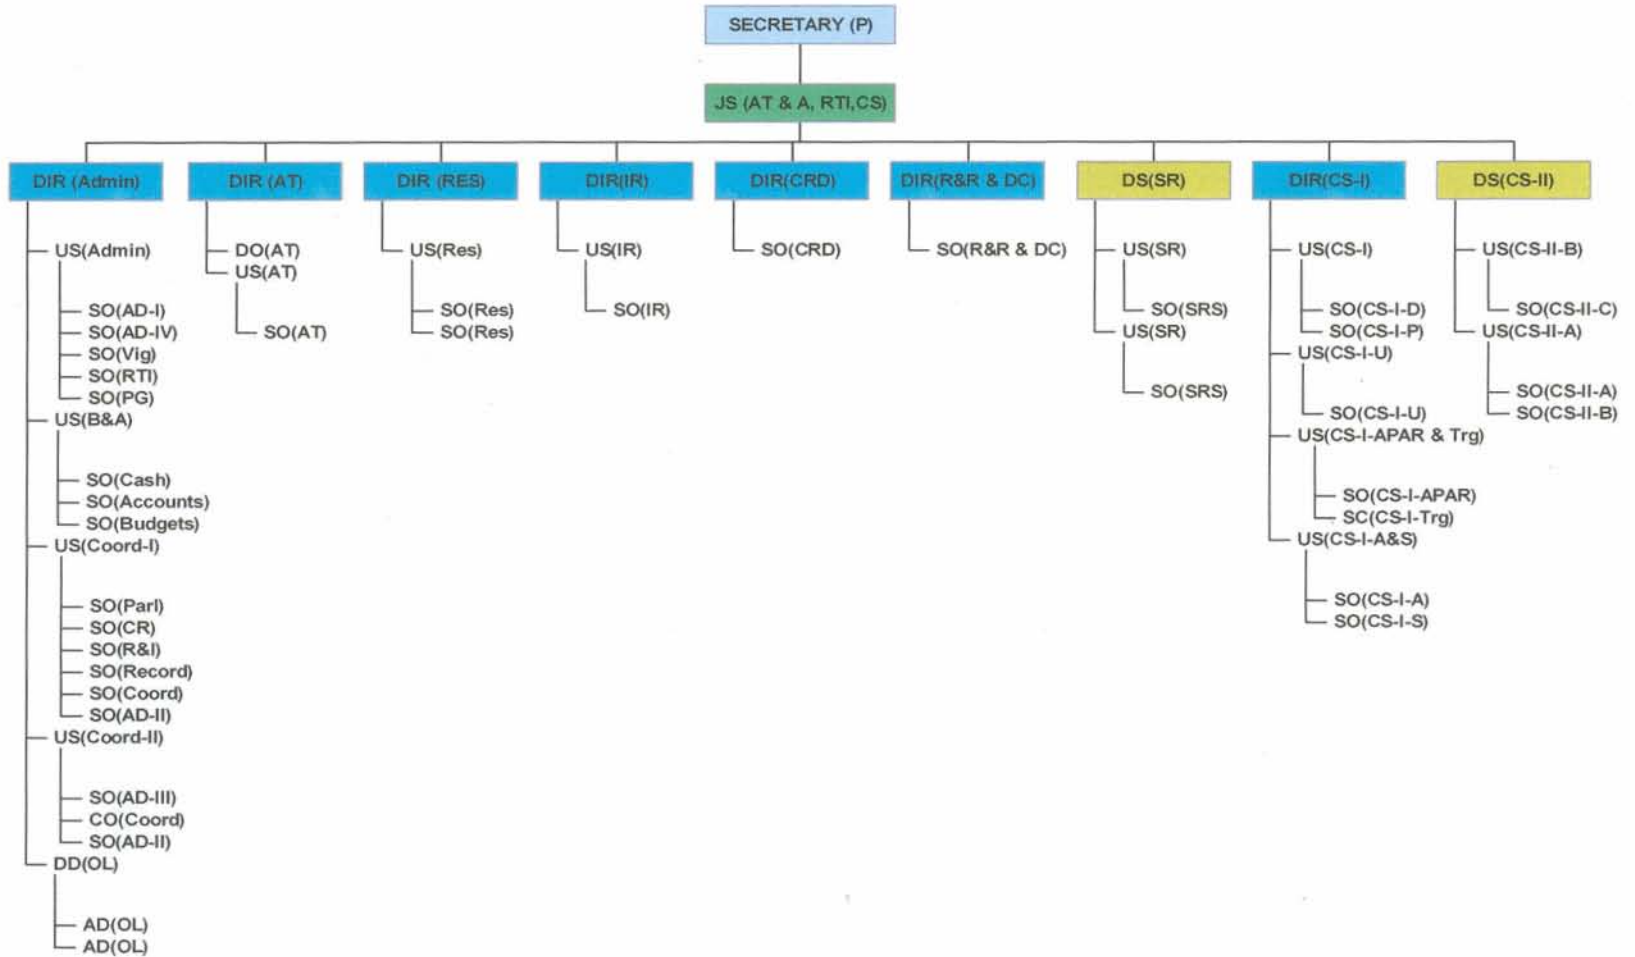 SECRETARY (P)
JS (AT & A, RTI,CS)
DIR (Admin)
DIR (AT)
DIR (RES)
DIR(IR)
DIR(CRD)
DIR(R&R & DC)
DS(SR)
DIR(CS-I)
DS(CS-II)
US(Admin)
SO(AD-I)
SO(AD-IV)
SO(Vig)
SO(RTI)
SO(PG)
US(B&A)
SO(Cash)
SO(Accounts)
SO(Budgets)
US(Coord-I)
SO(Parl)
SO(CR)
SO(R&I)
SO(Record)
SO(Coord)
SO(AD-II)
US(Coord-II)
SO(AD-III)
CO(Coord)
SO(AD-II)
DD(OL)
AD(OL)
AD(OL)
DO(AT)
US(AT)
SO(AT)
US(Res)
SO(Res)
SO(Res)
US(IR)
SO(IR)
SO(CRD)
SO(R&R & DC)
US(SR)
SO(SRS)
US(SR)
SO(SRS)
US(CS-I)
SO(CS-I-D)
SO(CS-I-P)
US(CS-I-U)
SO(CS-I-U)
US(CS-I-APAR & Trg)
SO(CS-I-APAR)
SC(CS-I-Trg)
US(CS-I-A&S)
SO(CS-I-A)
SO(CS-I-S)
US(CS-II-B)
SO(CS-II-C)
US(CS-II-A)
SO(CS-II-A)
SO(CS-II-B)